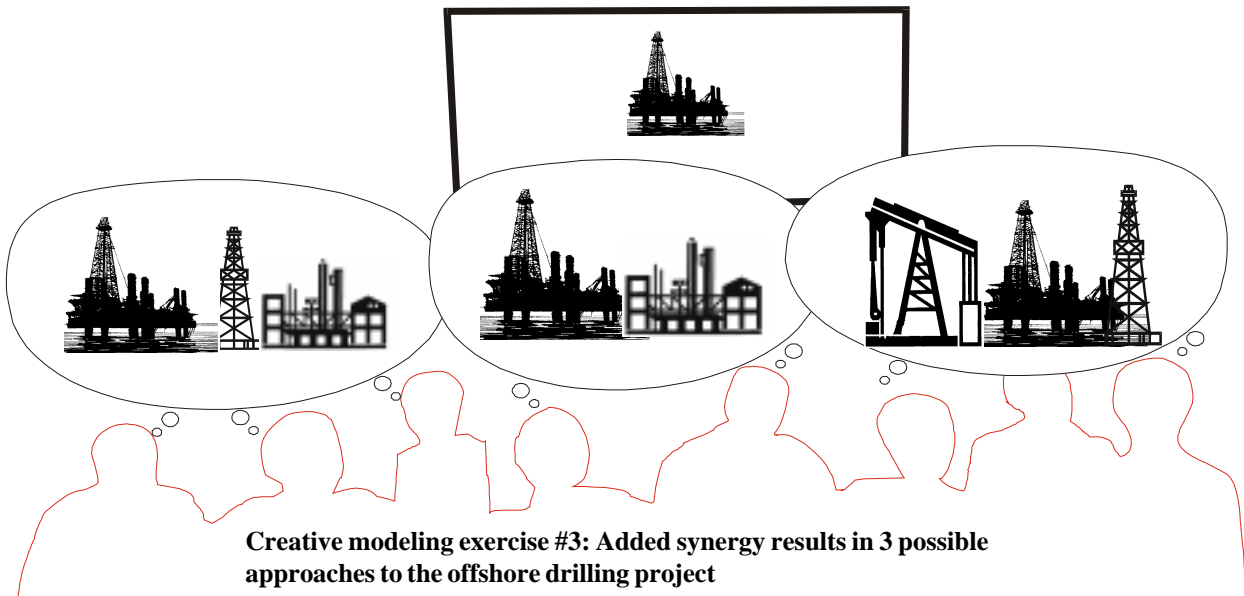 Creative modeling exercise #3: Added synergy results in 3 possible
approaches to the offshore drilling project